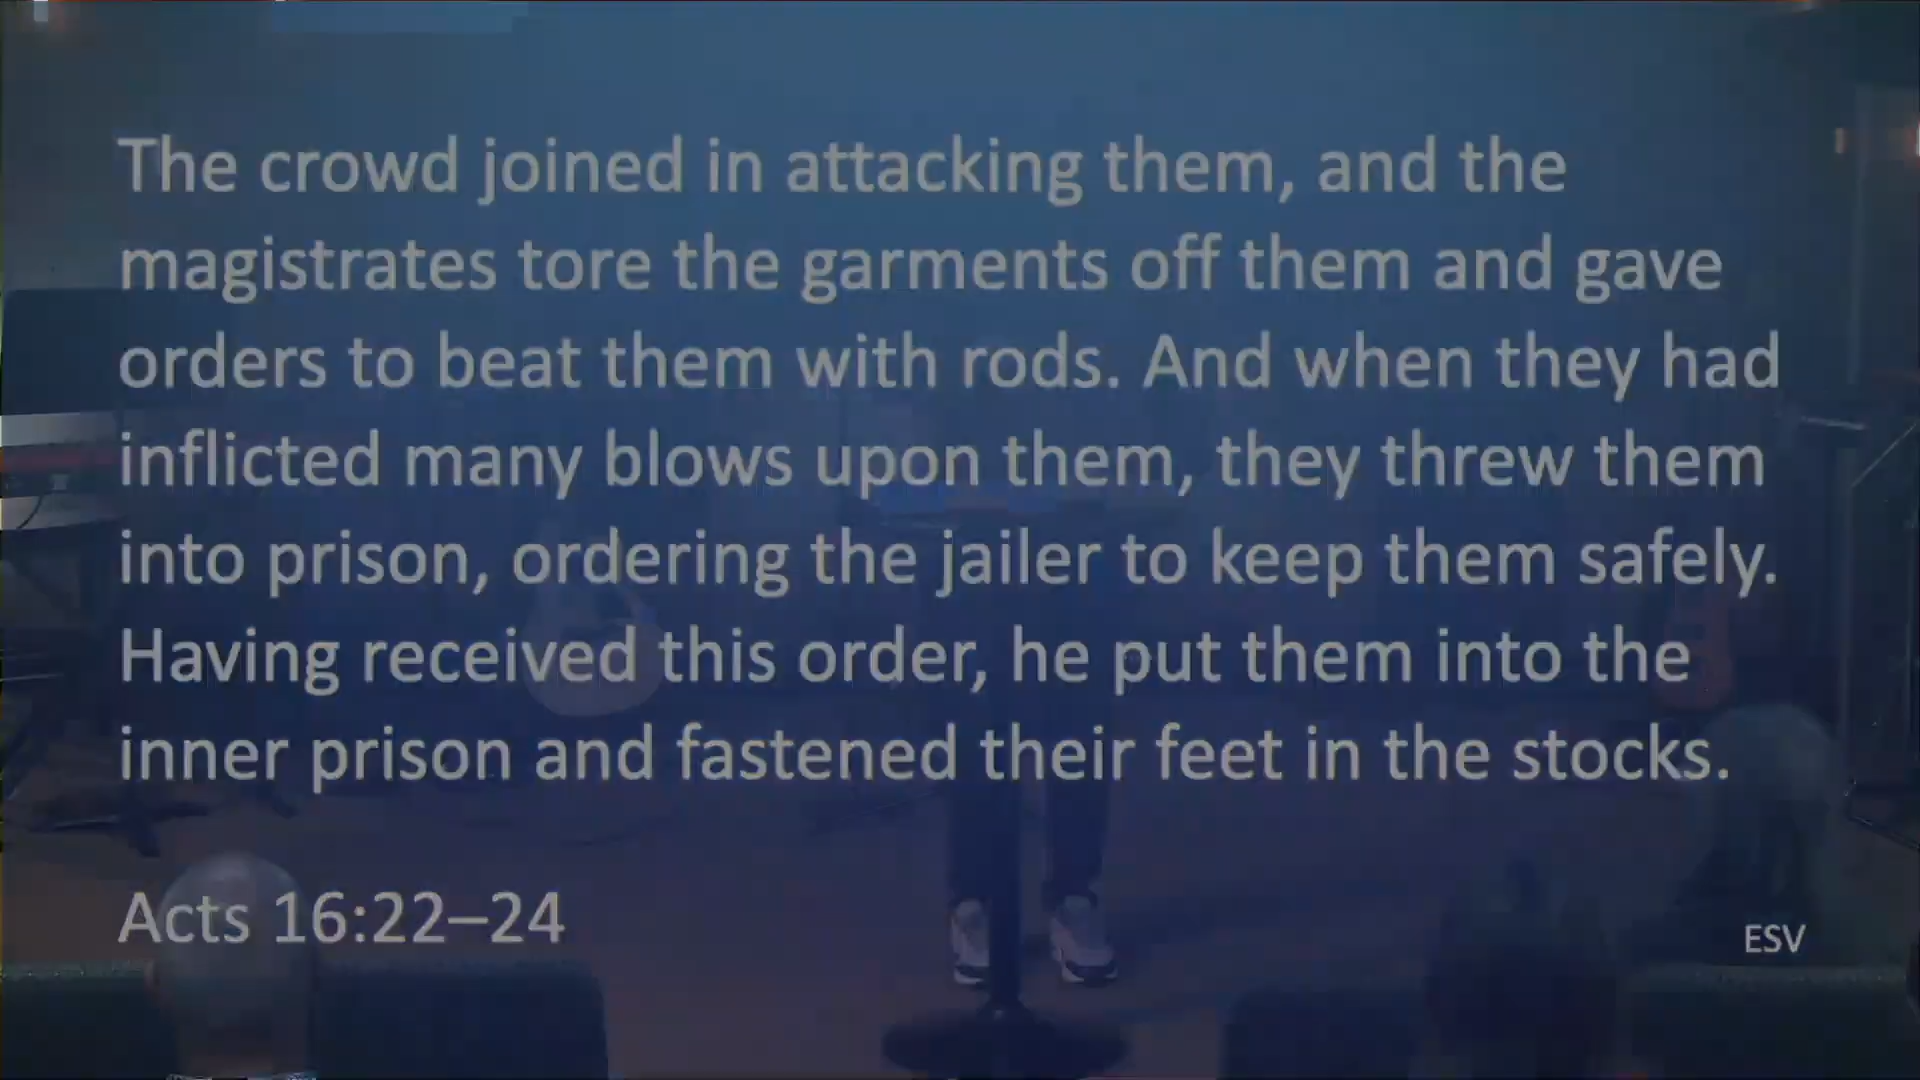 The crowd joined in attacking them, and the
magistrates tore the garments off them and gave
orders to beat them with rods. And when they had
inflicted many blows upon them, they threw them
into prison, ordering the jailer to keep them safely.
Having received this order, he put them into the
inner prison and fastened their feet in the stocks.
Acts 16:22–24
ESV